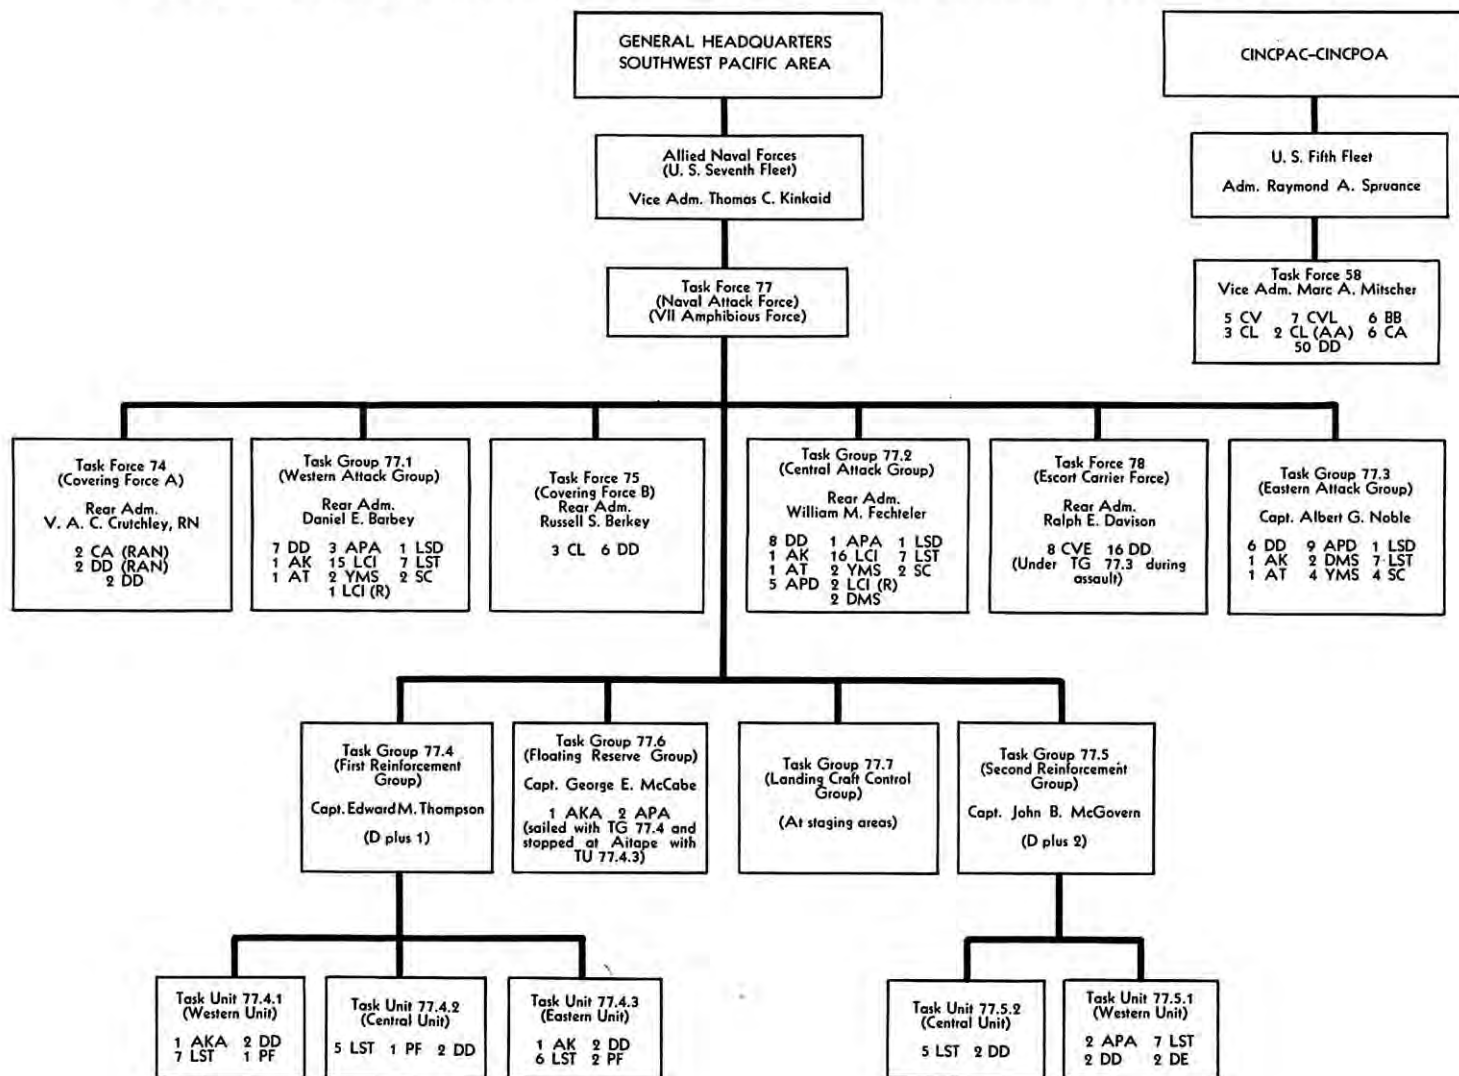 GENERAL HEADQUARTERS
SOUTHWEST PACIFIC AREA
CINCPAC-CINCPOA
Allied Naval Forces
(U. S. Seventh Fleet)
Vice Adm. Thomas C. Kinkaid
U. S. Fifth Fleet
Adm. Raymond A. Spruance
Task Force 77
(Naval Attack Force)
(VII Amphibious Force)
Task Force 58
Vice Adm. Marc A. Mitscher
5 CV 7 CVL 6 BB
3 CL 2 CL (AA) 6 CA
50 DD
Task Force 74
(Covering Force A)
Rear Adm.
V. A. C. Crutchley, RN
2 CA (RAN)
2 DD (RAN)
2 DD
Task Group 77.1
(Western Attack Group)
Rear Adm.
Daniel E. Barbey
7 DD 3 APA 1 LSD
1 AK 15 LCI 7 LST
1 AT 2 YMS 2 SC
1 LCI (R)
Task Force 75
(Covering Force B)
Rear Adm.
Russell S. Berkey
3 CL 6 DD
Task Group 77.2
(Central Attack Group)
Rear Adm.
William M. Fechteler
8 DD 1 APA 1 LSD
1 AK 16 LCI 7 LST
1 AT 2 YMS 2 SC
5 APD 2 LCI (R)
2 DMS
Task Force 78
(Escort Carrier Force)
Rear Adm.
Ralph E. Davison
8 CVE 16 DD
(Under TG 77.3 during
assault)
Task Group 77.3
(Eastern Attack Group)
Capt. Albert G. Noble
6 DD 9 APD 1 LSD
1 AK 2 DMS 7 LST
1 AT 4 YMS 4 SC
Task Group 77.4
(First Reinforcement
Group)
Capt. Edward M. Thompson
(D plus 1)
Task Group 77.6
(Floating Reserve Group)
Capt. George E. McCabe
1 AKA 2 APA
(sailed with TG 77.4 and
stopped at Aitape with
TU 77.4.3)
Task Group 77.7
(Landing Craft Control
Group)
(At staging areas)
Task Group 77.5
(Second Reinforcement
Group)
Capt. John B. McGovern
(D plus 2)
Task Unit 77.4.1
(Western Unit)
1 AKA 2 DD
7 LST 1 PF
Task Unit 77.4.2
(Central Unit)
5 LST 1 PF 2 DD
Task Unit 77.4.3
(Eastern Unit)
1 AK 2 DD
6 LST 2 PF
Task Unit 77.5.2
(Central Unit)
5 LST 2 DD
Task Unit 77.5.1
(Western Unit)
2 APA 7 LST
2 DD 2 DE